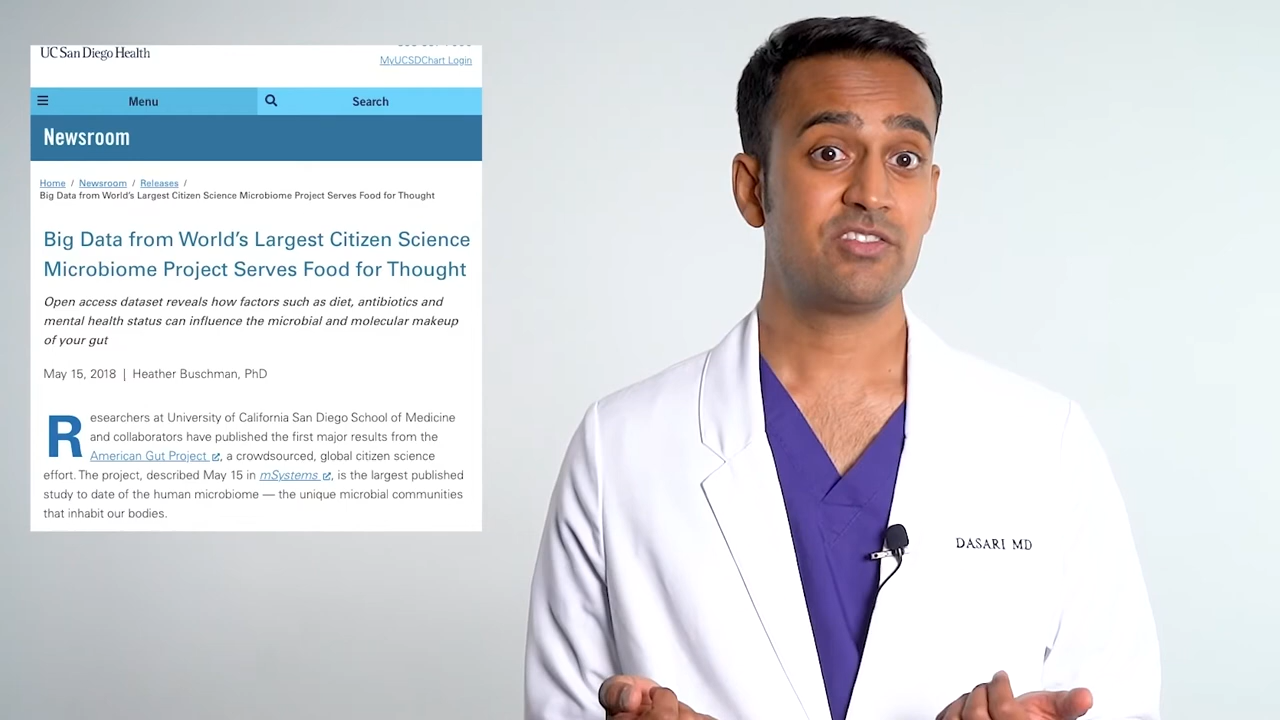 UC San Diego Health
MyUCSDChart Login
Menu
Search
Newsroom
Home / Newsroom / Releases /
Big Data from World's Largest Citizen Science Microbiome Project Serves Food for Thought
Big Data from World's Largest Citizen Science
Microbiome Project Serves Food for Thought
Open access dataset reveals how factors such as diet, antibiotics and
mental health status can influence the microbial and molecular makeup
of your gut
May 15, 2018 | Heather Buschman, PhD
Researchers at University of California San Diego School of Medicine
and collaborators have published the first major results from the
American Gut Project, a crowdsourced, global citizen science
effort. The project, described May 15 in mSystems, is the largest published
study to date of the human microbiome — the unique microbial communities
that inhabit our bodies.
DASARI MD